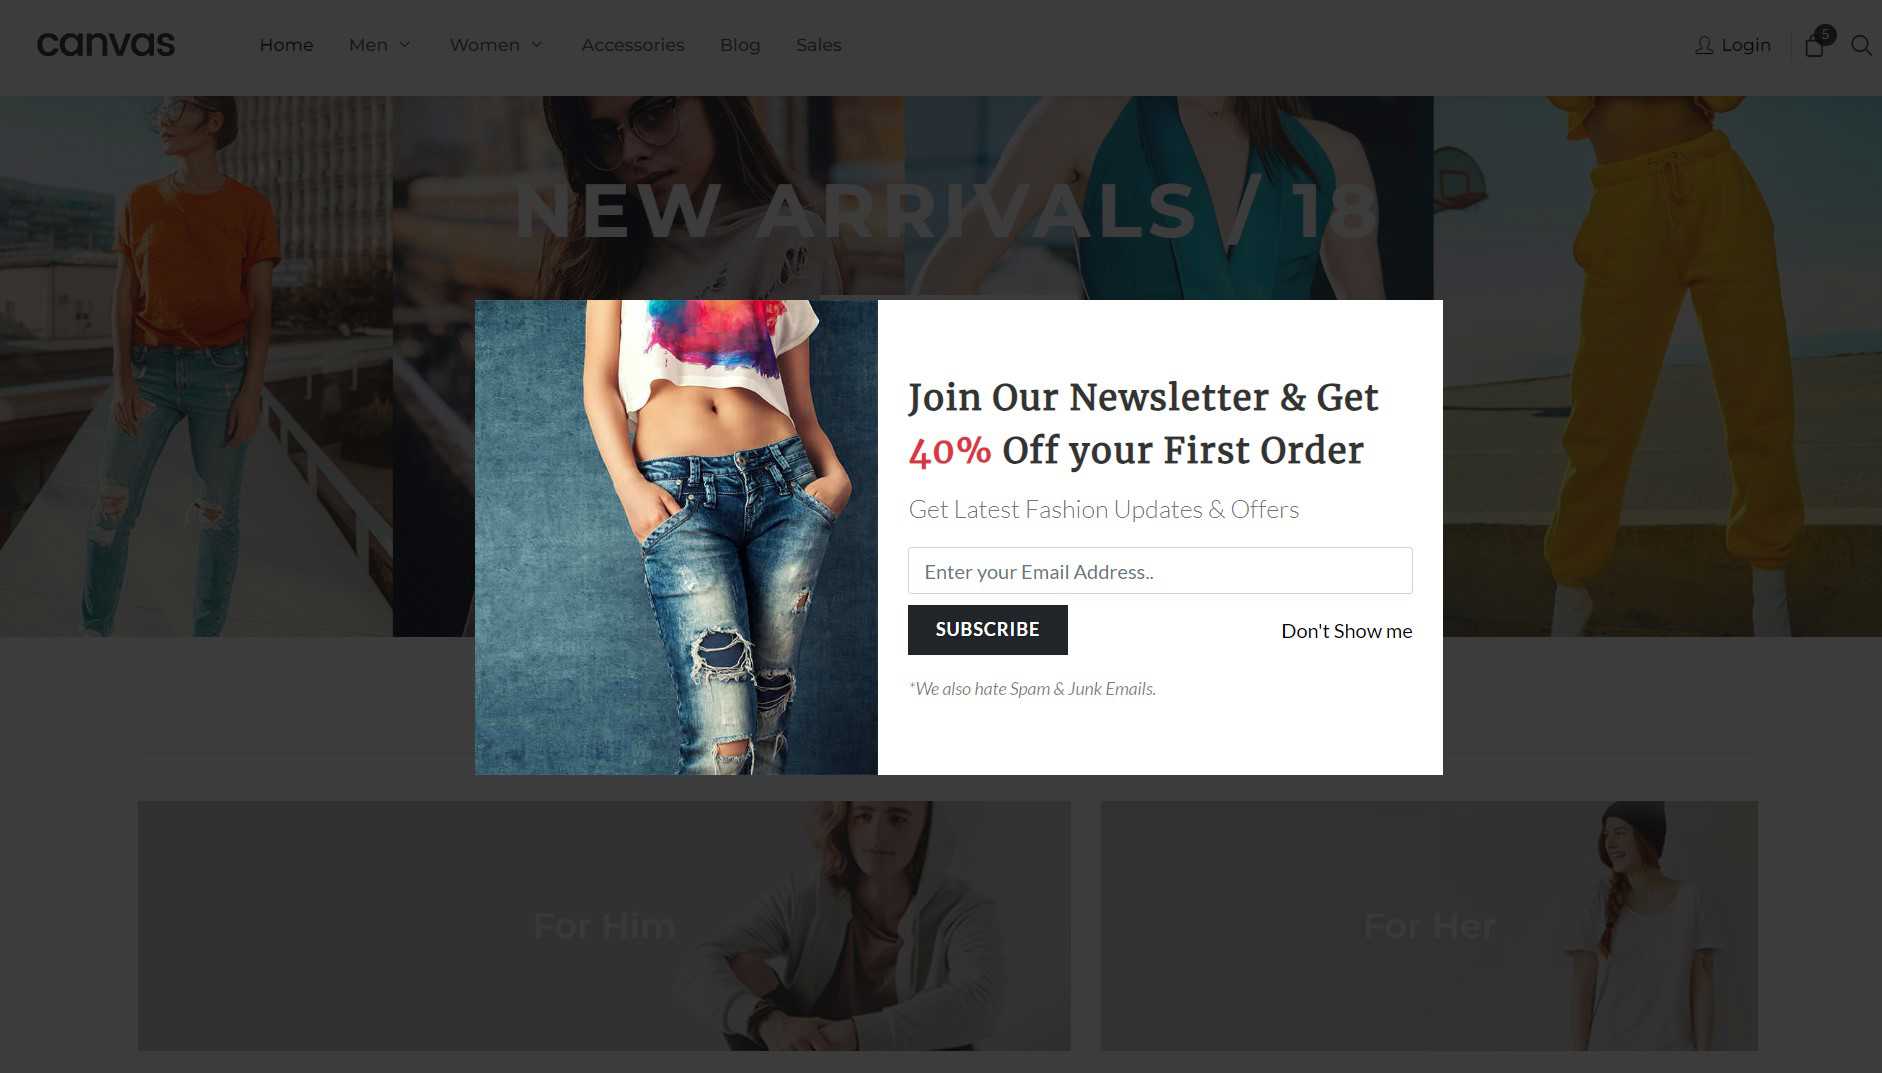 canvas
Home Men Women Accessories Blog Sales Login 5
NEW ARRIVALS / 18
Join Our Newsletter & Get
40% Off your First Order
Get Latest Fashion Updates & Offers
Enter your Email Address..
SUBSCRIBE Don't Show me
*We also hate Spam & Junk Emails.
For Him For Her